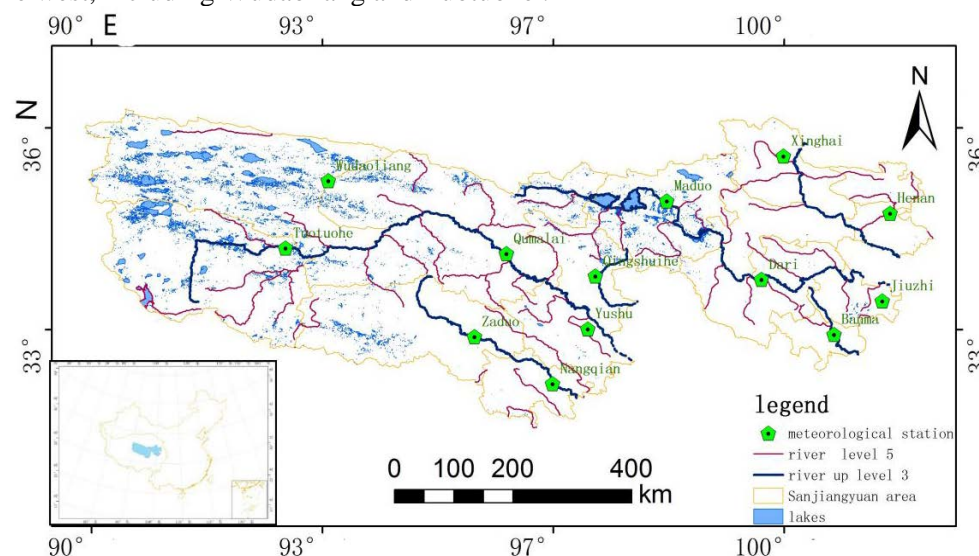 90° E 93° 97° 100°
N
N
36°
36°
Xinghai
Wudaoliang
Maduo
Henan
Tuotuohe
Qumalai
Qingshuihe
Dari
Jiuzhi
Yushu
Banma
Zaduo
33°
33°
Nangqian
legend
meteorological station
river level 5
river up level 3
Sanjiangyuan area
lakes
0 100 200 400
km
90° 93° 97° 100°